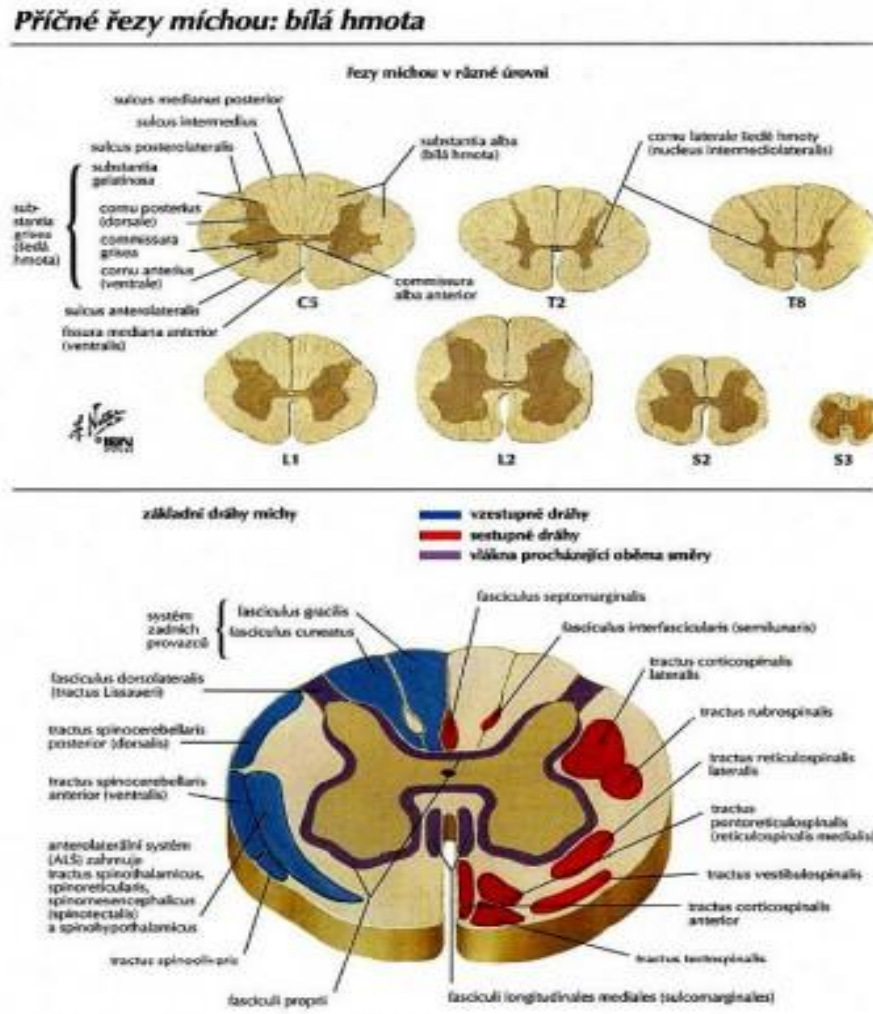 Příčné řezy míchou: bílá hmota
řezy míchou v různé úrovni
sulcus medianus posterior
sulcus intermedius
sulcus posterolateralis
substantia
gelatinosa
sub-
stantia
grisea
(šedá
hmota)
cornu posterius
(dorsale)
commissura
grisea
cornu anterius
(ventrale)
sulcus anterolateralis
fissura mediana anterior
(ventralis)
substantia alba
(bílá hmota)
commissura
alba anterior
cornu laterale šedé hmoty
(nucleus intermediolateralis)
C5
T2
T8
L1
L2
S2
S3
základní dráhy míchy
vzestupné dráhy
sestupné dráhy
vlákna procházející oběma směry
systém
zadních
provazců
fasciculus gracilis
fasciculus cuneatus
fasciculus septomarginalis
fasciculus interfascicularis (semilunaris)
fasciculus dorsolateralis
(tractus Lissaueri)
tractus spinocerebellaris
posterior (dorsalis)
tractus spinocerebellaris
anterior (ventralis)
anterolaterální systém
(ALS) zahrnuje
tractus spinothalamicus,
spinoreticularis,
spinomesencephalicus
(spinotectalis)
a spinohypothalamicus
tractus spinoolivaris
fasciculi proprii
tractus corticospinalis
lateralis
tractus rubrospinalis
tractus reticulospinalis
lateralis
tractus
pontoreticulospinalis
(reticulospinalis medialis)
tractus vestibulospinalis
tractus corticospinalis
anterior
tractus tectospinalis
fasciculi longitudinales mediales (sulcomarginales)